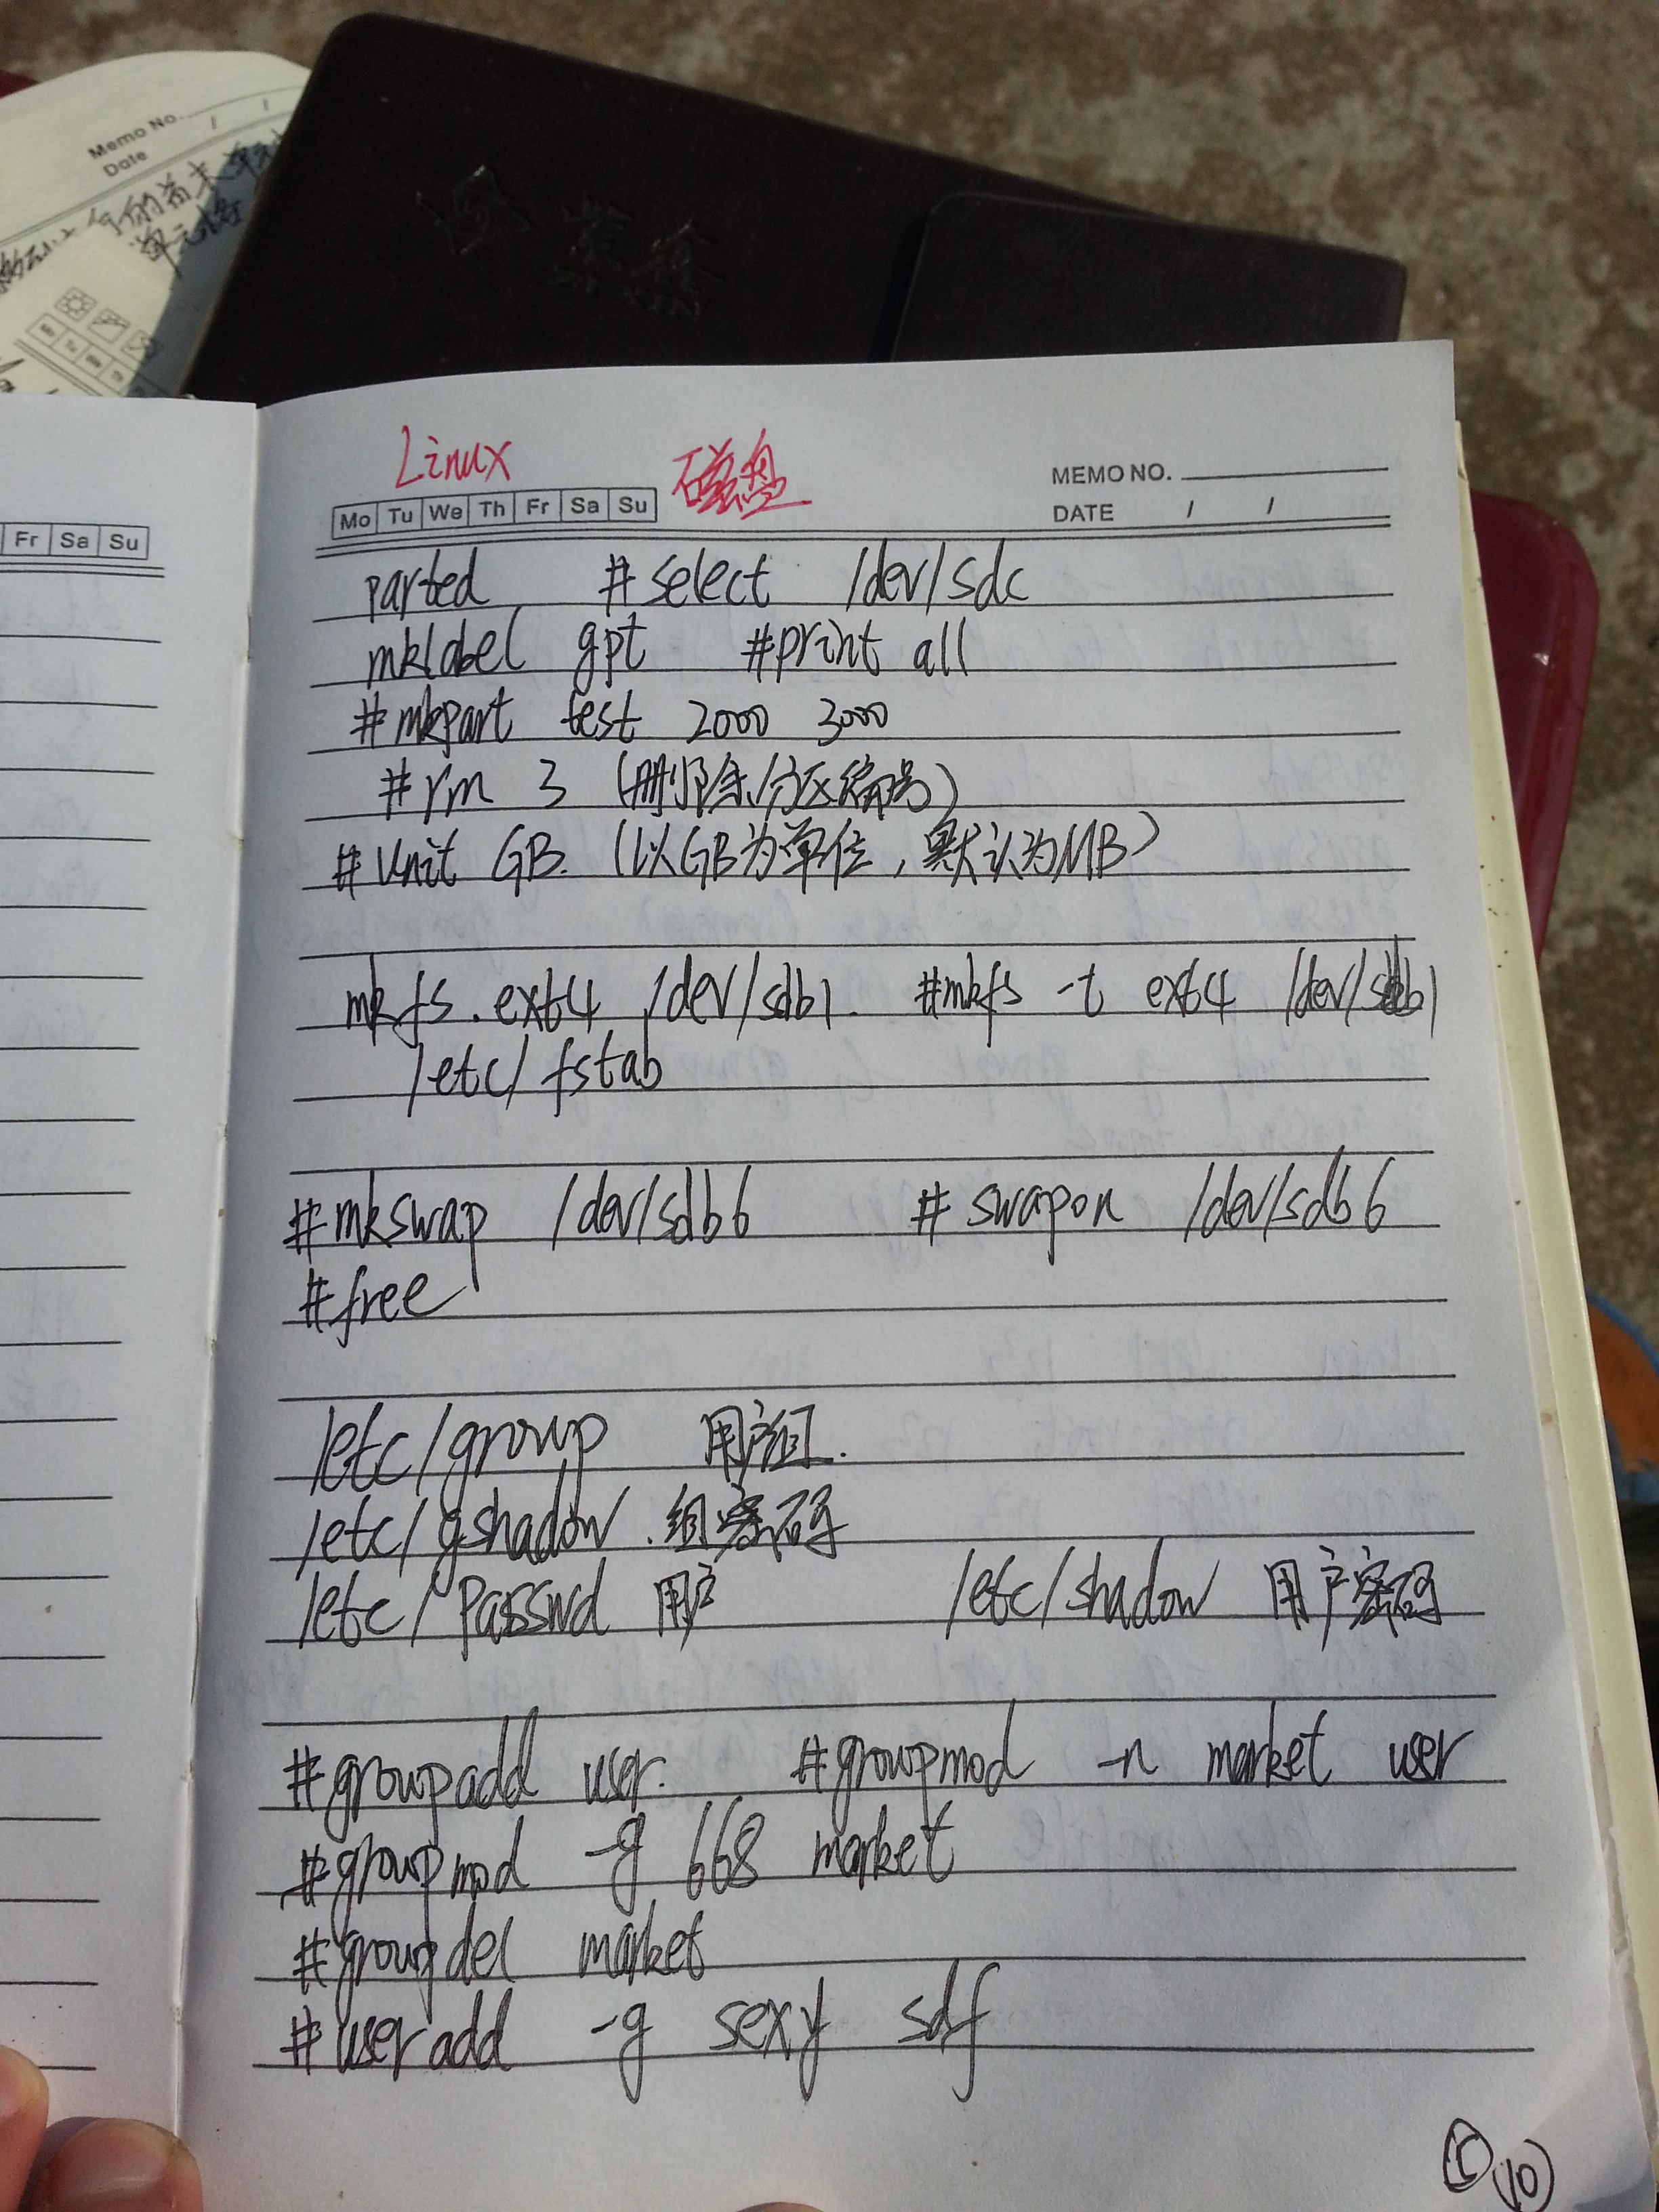 Memo No.
Date
单元格
Linux 磁盘
Mo Tu We Th Fr Sa Su
MEMO NO.
DATE / /
Fr Sa Su
parted #select /dev/sdc
mklabel gpt #print all
#mkpart test 2000 3000
#rm 3 (删除分区编号)
#unit GB. (以GB为单位,默认为MB)
mkfs.ext4 /dev/sdb1. #mkfs -t ext4 /dev/sdb1
/etc/fstab
#mkswap /dev/sdb6 #swapon /dev/sdb6
#free
/etc/group 用户组.
/etc/gshadow.组密码
/etc/passwd 用户 /etc/shadow 用户密码
#groupadd user. #groupmod -n market user
#groupmod -g 668 market
#groupdel market
#useradd -g sexy sdf
10